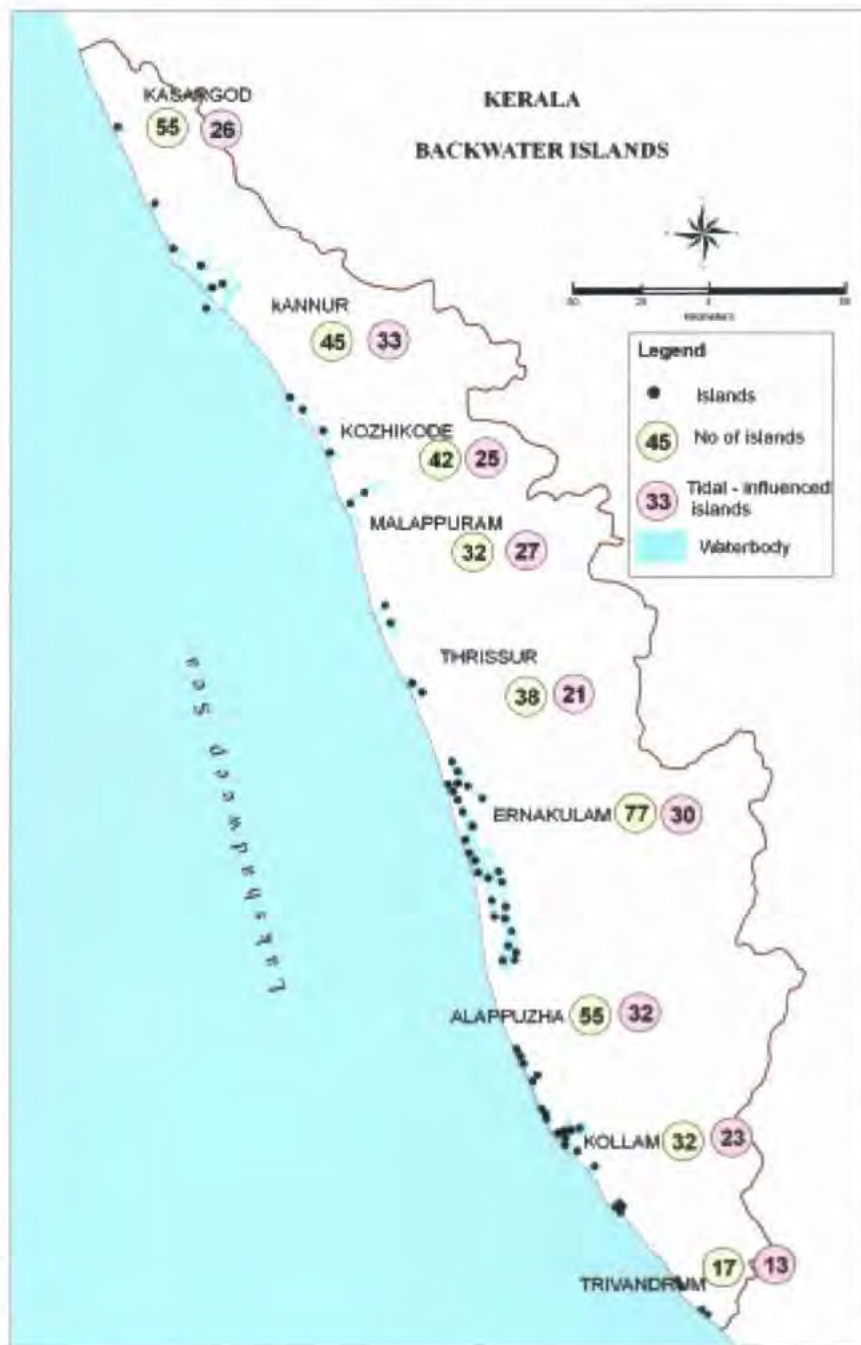 KERALA
BACKWATER ISLANDS
KASARGOD
55 26
kANNUR
45 33
KOZHIKODE
42 25
MALAPPURAM
32 27
THRISSUR
38 21
ERNAKULAM 77 30
ALAPPUZHA 55 32
KOLLAM 32 23
TRIVANDRUM 17 13
Legend
Islands
45 No of islands
33 Tidal - influenced
islands
Waterbody
Lakshadweep Sea